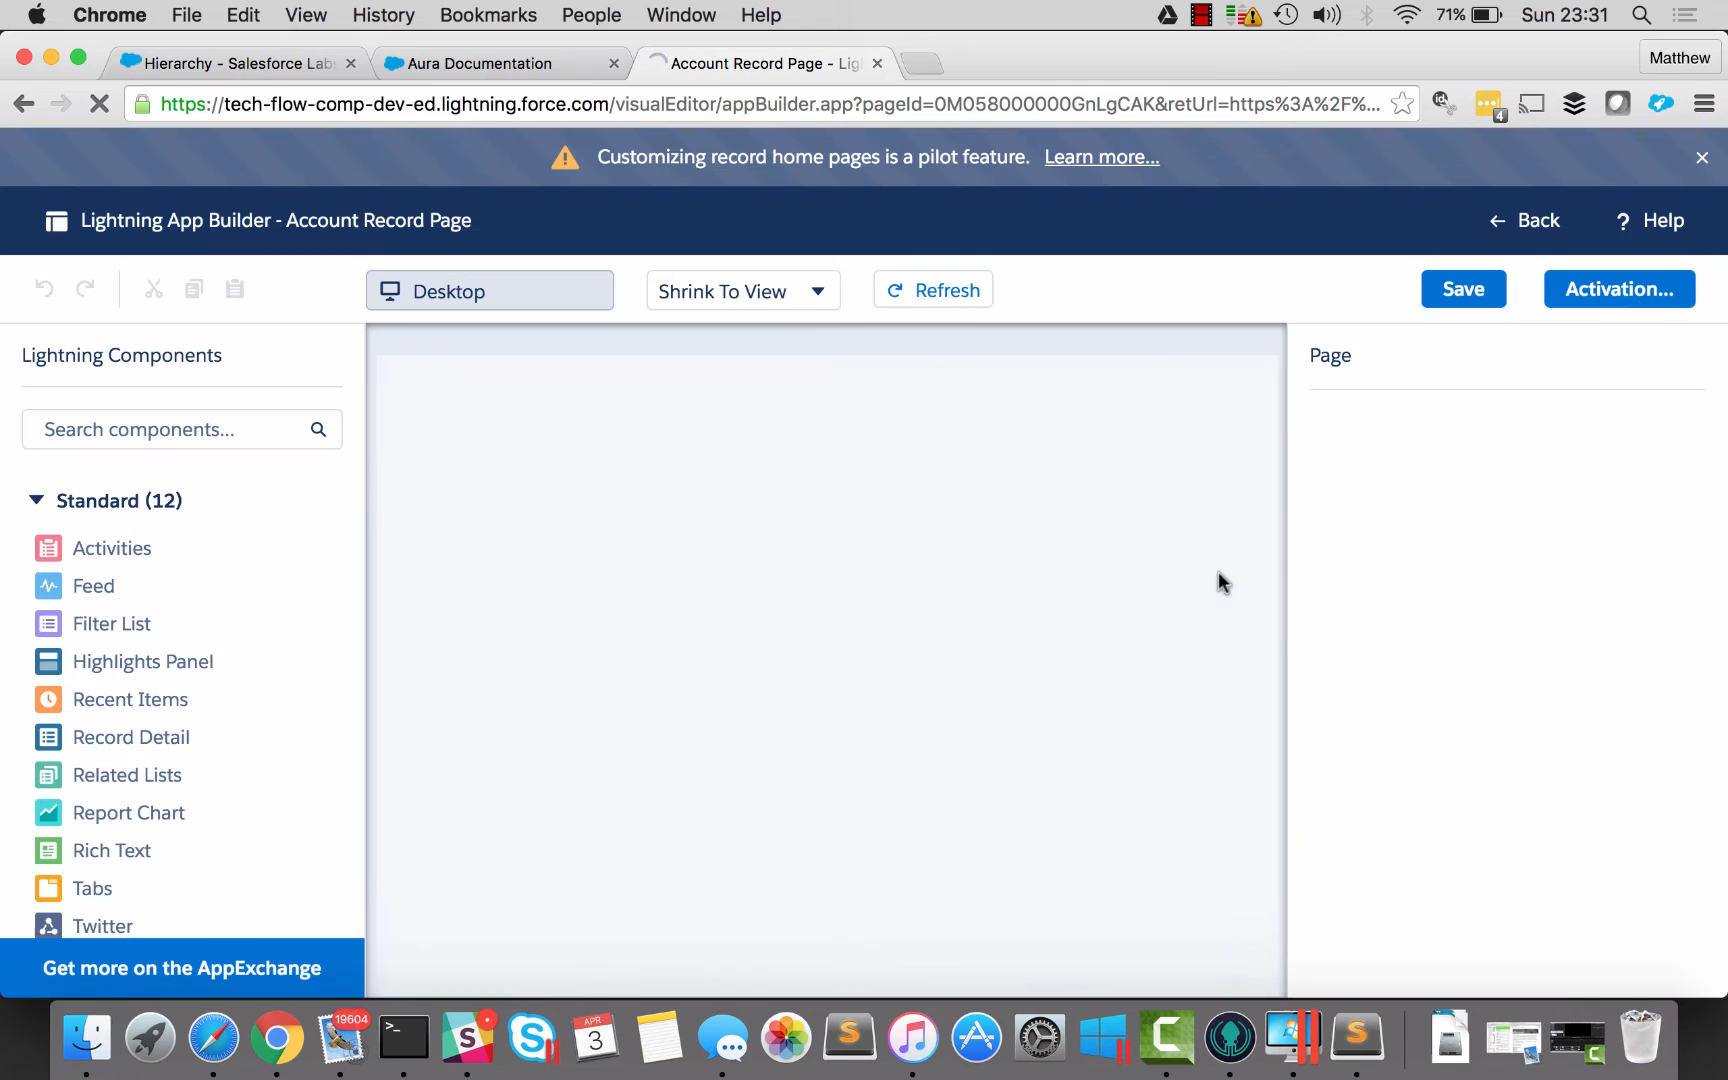 Chrome File Edit View History Bookmarks People Window Help 71% Sun 23:31
Hierarchy - Salesforce Lab Aura Documentation Account Record Page - Lig Matthew
https://tech-flow-comp-dev-ed.lightning.force.com/visualEditor/appBuilder.app?pageId=0M058000000GnLgCAK&retUrl=https%3A%2F%... 4
Customizing record home pages is a pilot feature. Learn more...
Lightning App Builder - Account Record Page Back ? Help
Desktop Shrink To View Refresh Save Activation...
Lightning Components Page
Search components...
Standard (12)
Activities
Feed
Filter List
Highlights Panel
Recent Items
Record Detail
Related Lists
Report Chart
Rich Text
Tabs
Twitter
Get more on the AppExchange
19604
APR
3